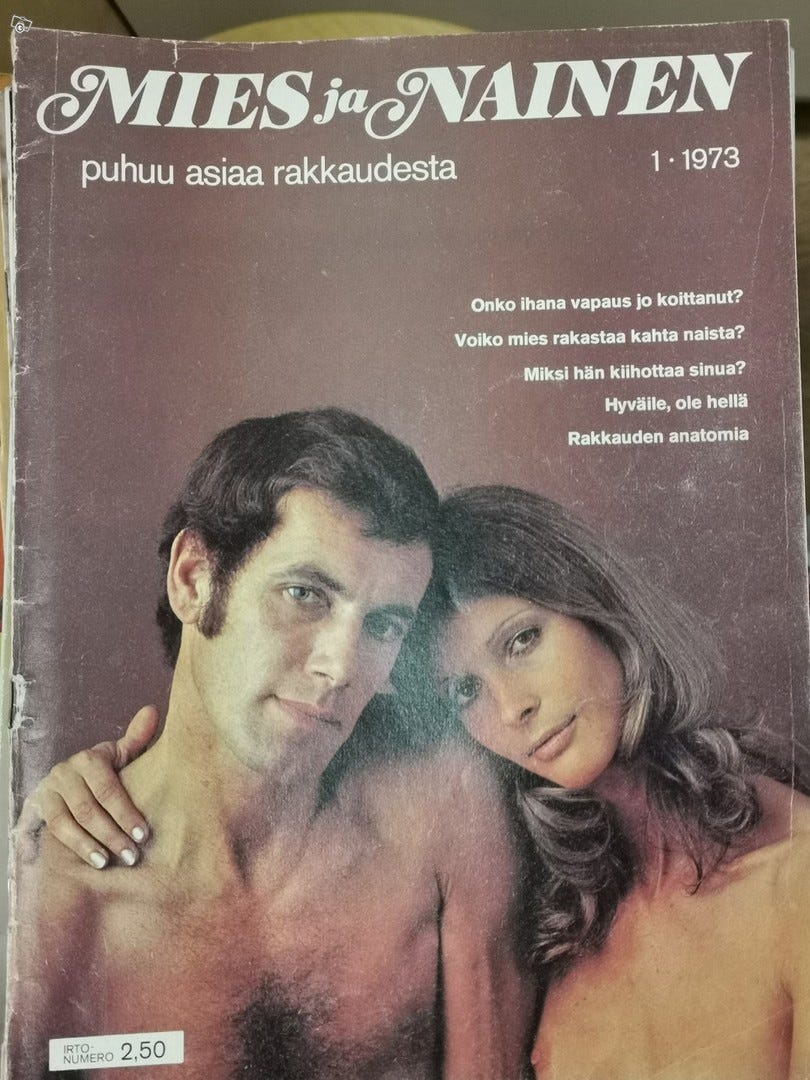 MIES ja NAINEN
puhuu asiaa rakkaudesta
1 · 1973
Onko ihana vapaus jo koittanut?
Voiko mies rakastaa kahta naista?
Miksi hän kiihottaa sinua?
Hyväile, ole hellä
Rakkauden anatomia
IRTO-
NUMERO 2,50